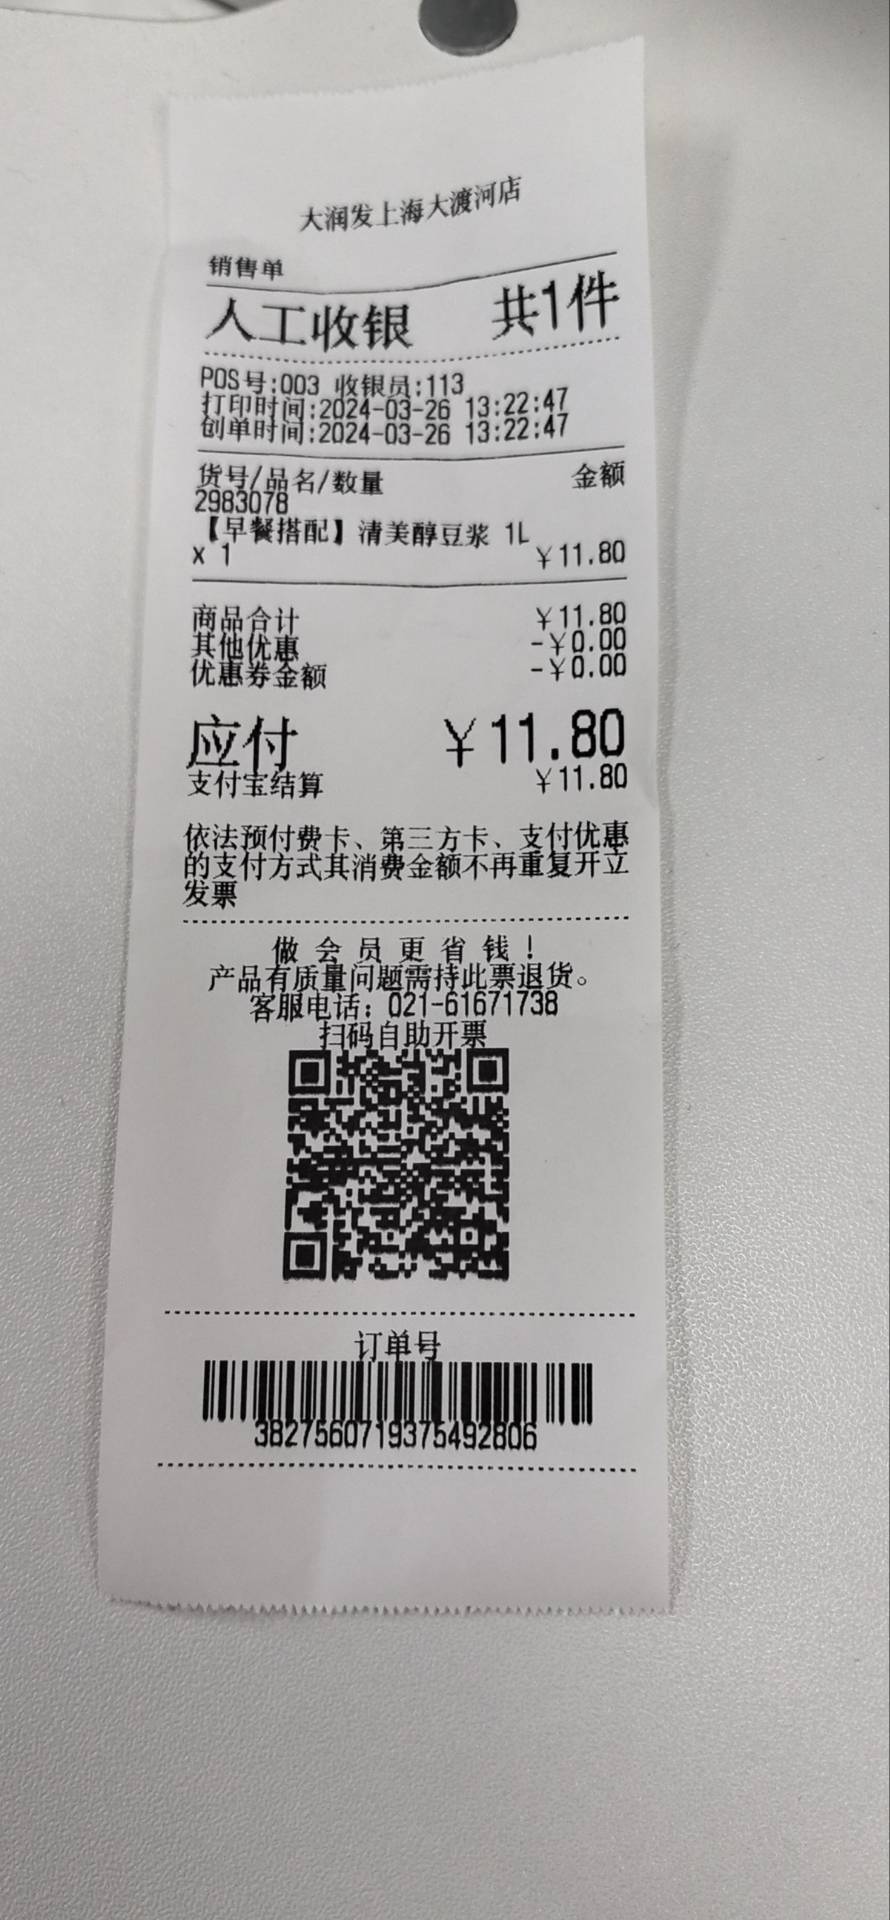 大润发上海大渡河店
销售单
人工收银 共1件
POS号:003 收银员:113
打印时间:2024-03-26 13:22:47
创单时间:2024-03-26 13:22:47
货号/品名/数量 金额
2983078
【早餐搭配】清美醇豆浆 1L
x 1 ￥11.80
商品合计 ￥11.80
其他优惠 -￥0.00
优惠券金额 -￥0.00
应付 ￥11.80
支付宝结算 ￥11.80
依法预付费卡、第三方卡、支付优惠
的支付方式其消费金额不再重复开立
发票
做会员更省钱!
产品有质量问题需持此票退货。
客服电话：021-61671738
扫码自助开票
订单号
3827560719375492806